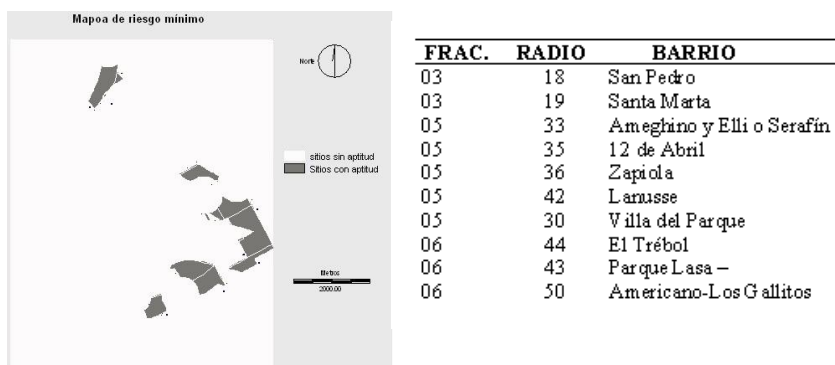 Mapoa de riesgo mínimo
Norte
sitios sin aptitud
Sitios con aptitud
Metros
2000.00
FRAC. RADIO BARRIO
03 18 San Pedro
03 19 Santa Marta
05 33 Ameghino y Elli o Serafín
05 35 12 de Abril
05 36 Zapiola
05 42 Lanusse
05 30 Villa del Parque
06 44 El Trébol
06 43 Parque Lasa –
06 50 Americano-Los Gallitos